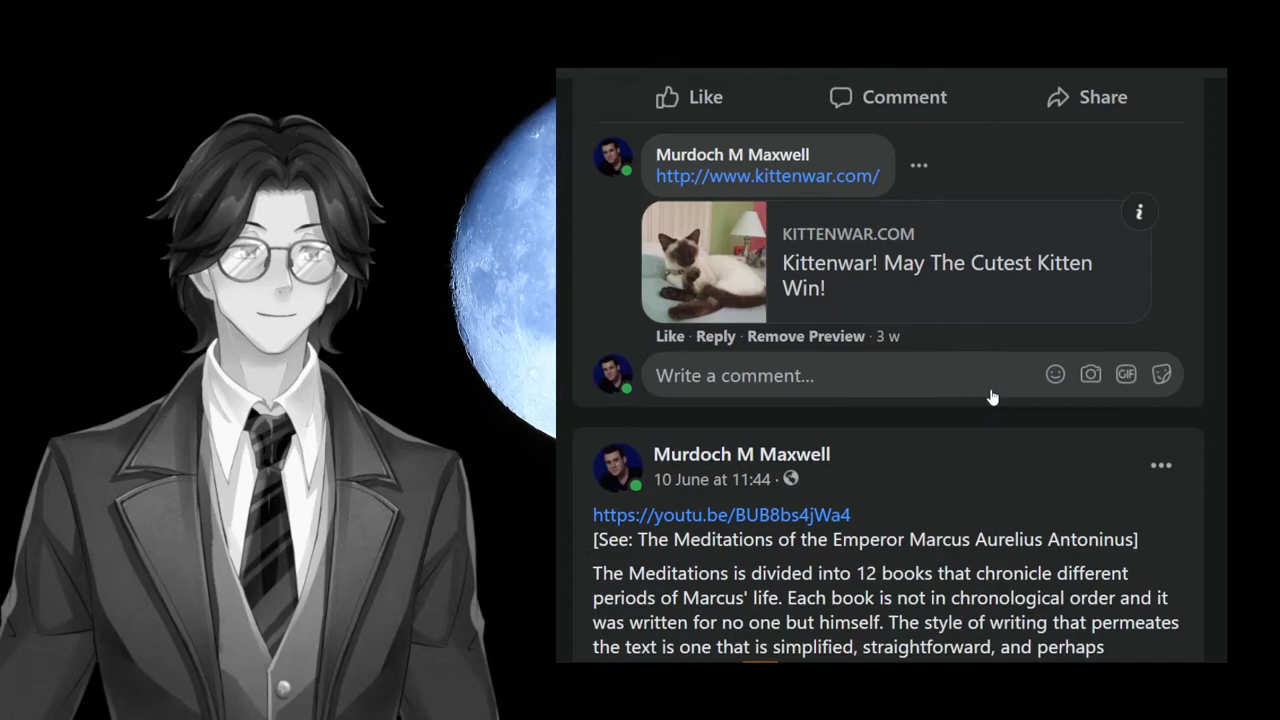 Like
Comment
Share
Murdoch M Maxwell
http://www.kittenwar.com/
KITTENWAR.COM
Kittenwar! May The Cutest Kitten
Win!
Like · Reply · Remove Preview · 3 w
Write a comment...
GIF
Murdoch M Maxwell
10 June at 11:44 ·
https://youtu.be/BUB8bs4jWa4
[See: The Meditations of the Emperor Marcus Aurelius Antoninus]
The Meditations is divided into 12 books that chronicle different
periods of Marcus' life. Each book is not in chronological order and it
was written for no one but himself. The style of writing that permeates
the text is one that is simplified, straightforward, and perhaps